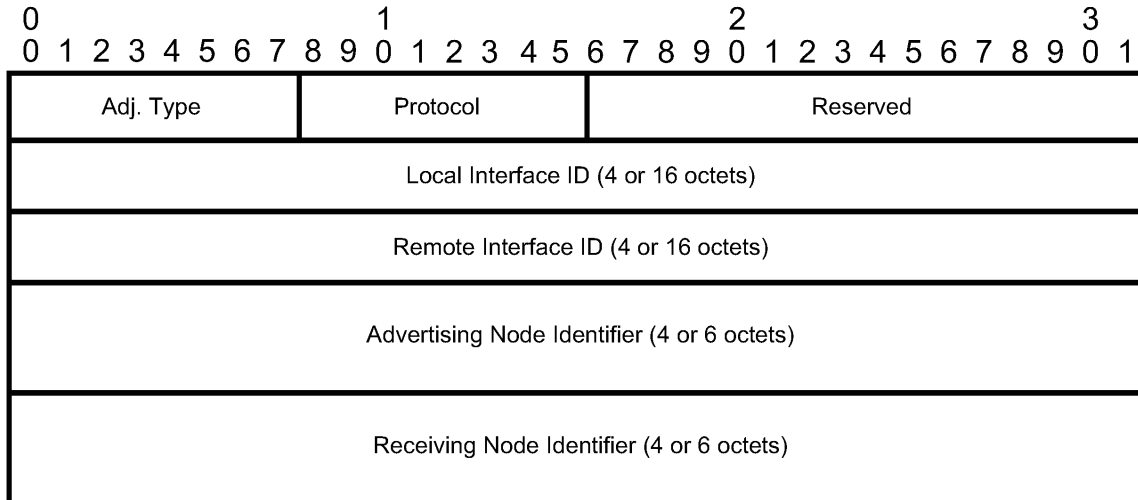 0 1 2 3
0 1 2 3 4 5 6 7 8 9 0 1 2 3 4 5 6 7 8 9 0 1 2 3 4 5 6 7 8 9 0 1
Adj. Type Protocol Reserved
Local Interface ID (4 or 16 octets)
Remote Interface ID (4 or 16 octets)
Advertising Node Identifier (4 or 6 octets)
Receiving Node Identifier (4 or 6 octets)